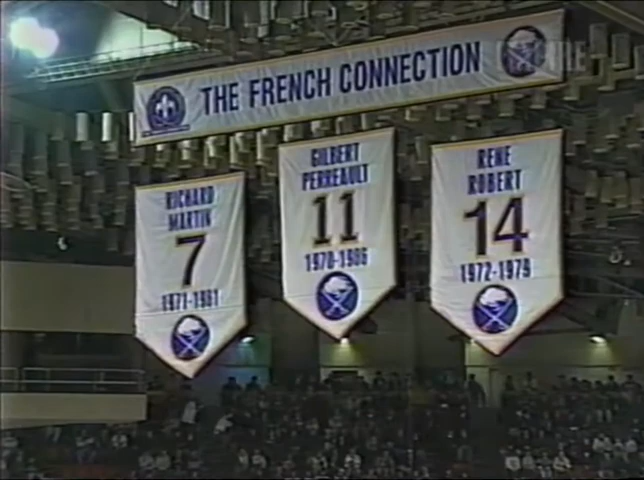 THE FRENCH CONNECTION
RICHARD
MARTIN
7
1971-1981
GILBERT
PERREAULT
11
1970-1986
RENE
ROBERT
14
1972-1979